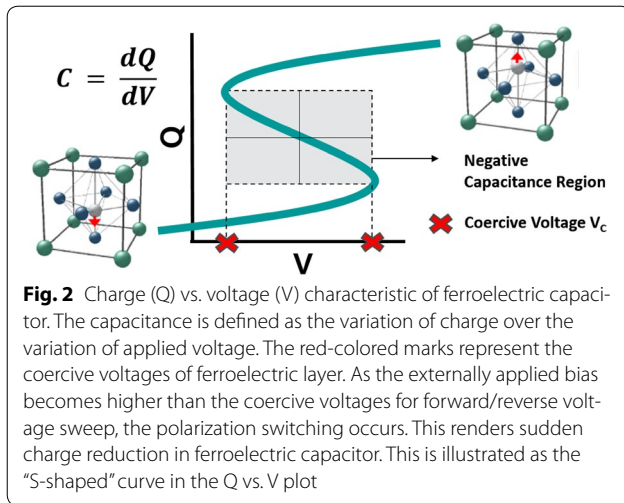 C = dQ/dV
Q
V
Negative
Capacitance Region
Coercive Voltage V_C
Fig. 2 Charge (Q) vs. voltage (V) characteristic of ferroelectric capaci-
tor. The capacitance is defined as the variation of charge over the
variation of applied voltage. The red-colored marks represent the
coercive voltages of ferroelectric layer. As the externally applied bias
becomes higher than the coercive voltages for forward/reverse volt-
age sweep, the polarization switching occurs. This renders sudden
charge reduction in ferroelectric capacitor. This is illustrated as the
“S-shaped” curve in the Q vs. V plot